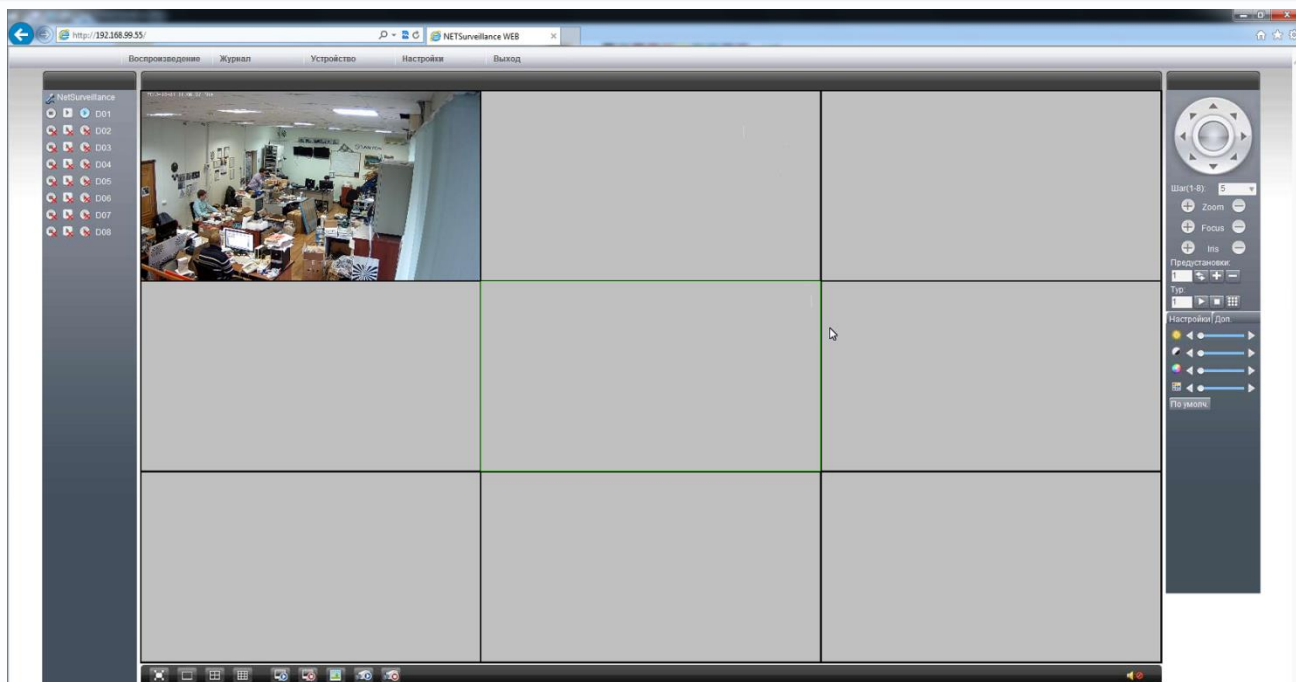 http://192.168.99.55/
NETSurveillance WEB
Воспроизведение Журнал Устройство Настройки Выход
NetSurveillance
D01
D02
D03
D04
D05
D06
D07
D08
Шаг(1-8): 5
Zoom
Focus
Iris
Предустановки:
1
Тур:
1
Настройки Доп
По умолч.